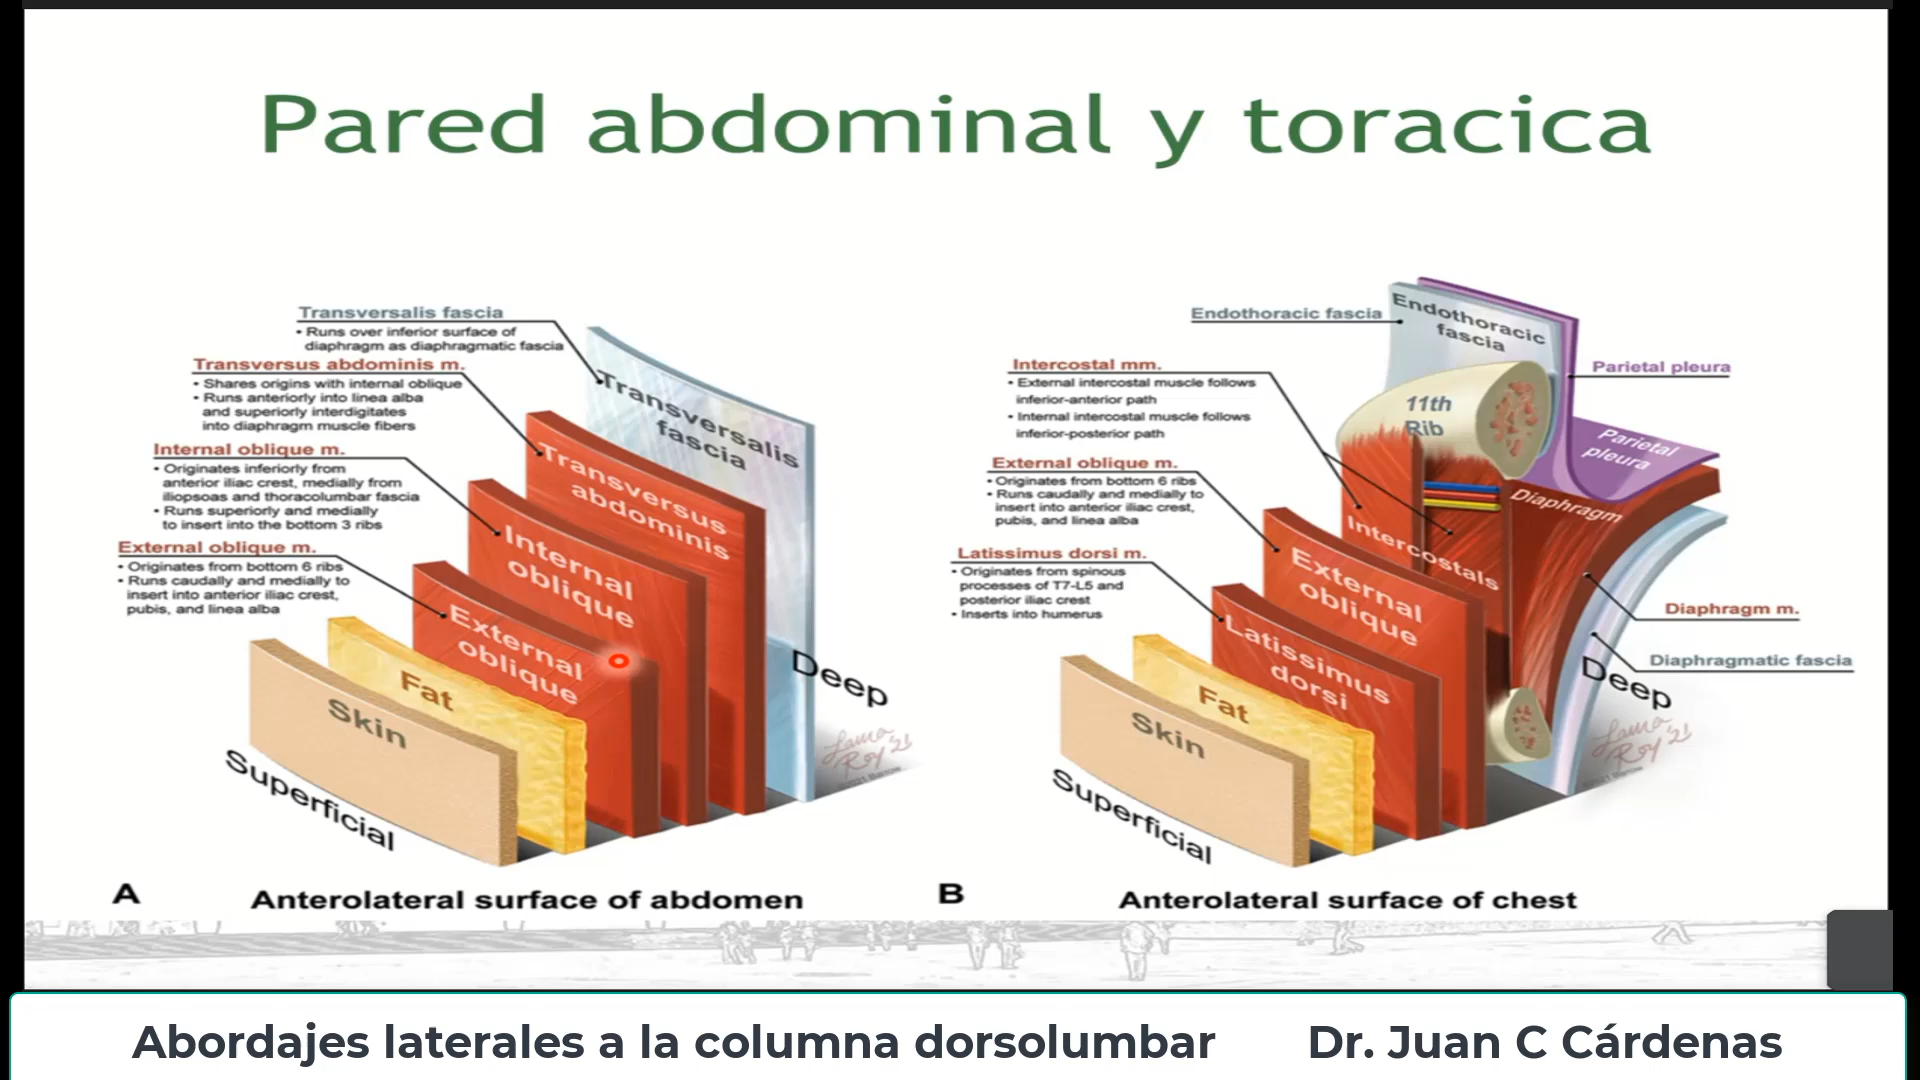 Pared abdominal y toracica
Transversalis fascia
• Runs over inferior surface of
diaphragm as diaphragmatic fascia
Transversus abdominis m.
• Shares origins with internal oblique
• Runs anteriorly into linea alba
and superiorly interdigitates
into diaphragm muscle fibers
Internal oblique m.
• Originates inferiorly from
anterior iliac crest, medially from
iliopsoas and thoracolumbar fascia
• Runs superiorly and medially
to insert into the bottom 3 ribs
External oblique m.
• Originates from bottom 6 ribs
• Runs caudally and medially to
insert into anterior iliac crest,
pubis, and linea alba
Transversalis
fascia
Transversus
abdominis
Internal
oblique
External
oblique
Fat
Skin
Superficial
Deep
Laura
Roy '21
A
Anterolateral surface of abdomen
Endothoracic fascia
Intercostal mm.
• External intercostal muscle follows
inferior-anterior path
• Internal intercostal muscle follows
inferior-posterior path
External oblique m.
• Originates from bottom 6 ribs
• Runs caudally and medially to
insert into anterior iliac crest,
pubis, and linea alba
Latissimus dorsi m.
• Originates from spinous
processes of T7-L5 and
posterior iliac crest
• Inserts into humerus
Endothoracic
fascia
Parietal pleura
11th
Rib
Parietal
pleura
Diaphragm
Intercostals
External
oblique
Latissimus
dorsi
Fat
Skin
Superficial
Diaphragm m.
Diaphragmatic fascia
Deep
Laura
Roy '21
B
Anterolateral surface of chest
Abordajes laterales a la columna dorsolumbar
Dr. Juan C Cárdenas